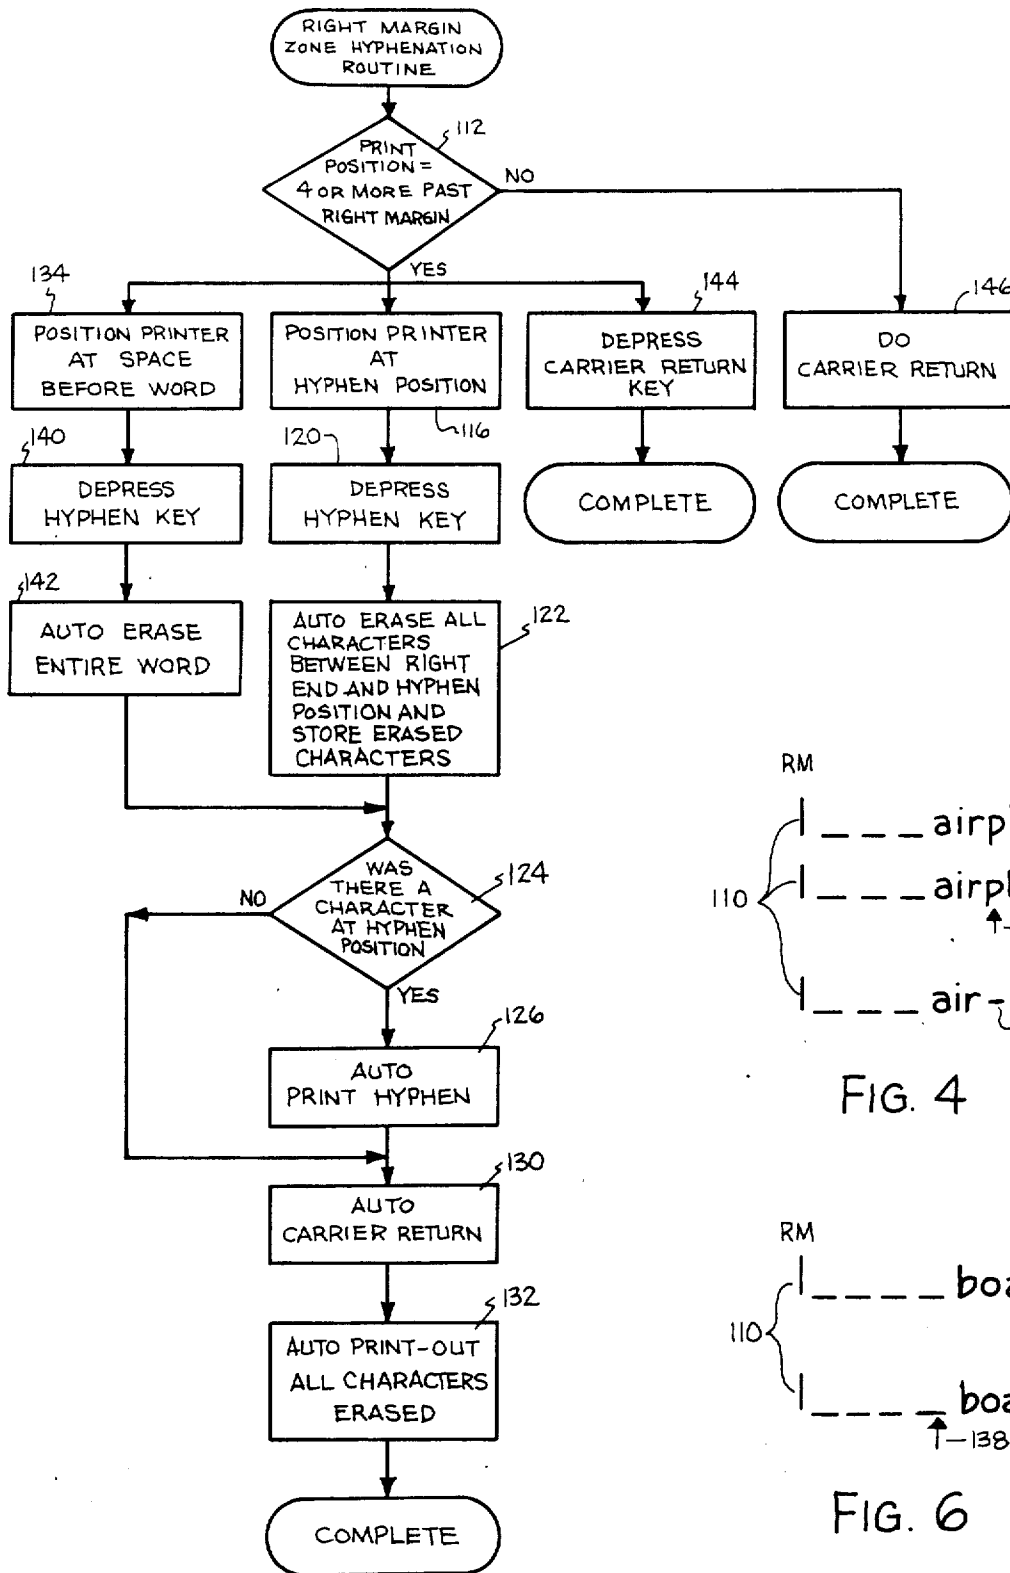 RIGHT MARGIN
ZONE HYPHENATION
ROUTINE
112
PRINT
POSITION =
4 OR MORE PAST
RIGHT MARGIN
NO
YES
134
POSITION PRINTER
AT SPACE
BEFORE WORD
POSITION PRINTER
AT
HYPHEN POSITION
116
144
DEPRESS
CARRIER RETURN
KEY
146
DO
CARRIER RETURN
140
DEPRESS
HYPHEN KEY
120
DEPRESS
HYPHEN KEY
COMPLETE
COMPLETE
142
AUTO ERASE
ENTIRE WORD
AUTO ERASE ALL
CHARACTERS
BETWEEN RIGHT
END AND HYPHEN
POSITION AND
STORE ERASED
CHARACTERS
122
WAS
THERE A
CHARACTER
AT HYPHEN
POSITION
124
NO
YES
126
AUTO
PRINT HYPHEN
130
AUTO
CARRIER RETURN
132
AUTO PRINT-OUT
ALL CHARACTERS
ERASED
COMPLETE
RM
110
| _ _ _ airpl
| _ _ _ airpl
| _ _ _ air -
FIG. 4
RM
110
| _ _ _ _ boa
| _ _ _ _ boa
138
FIG. 6